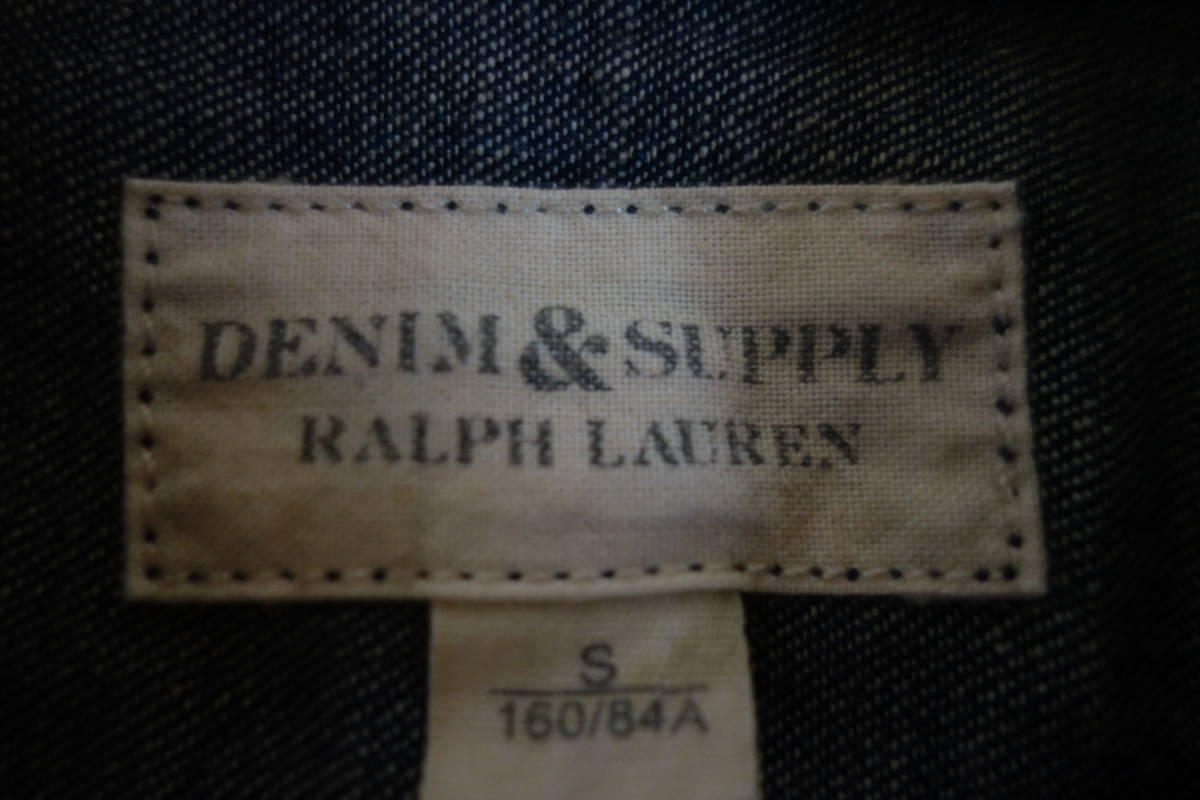 DENIM & SUPPLY
RALPH LAUREN
S
160/84A